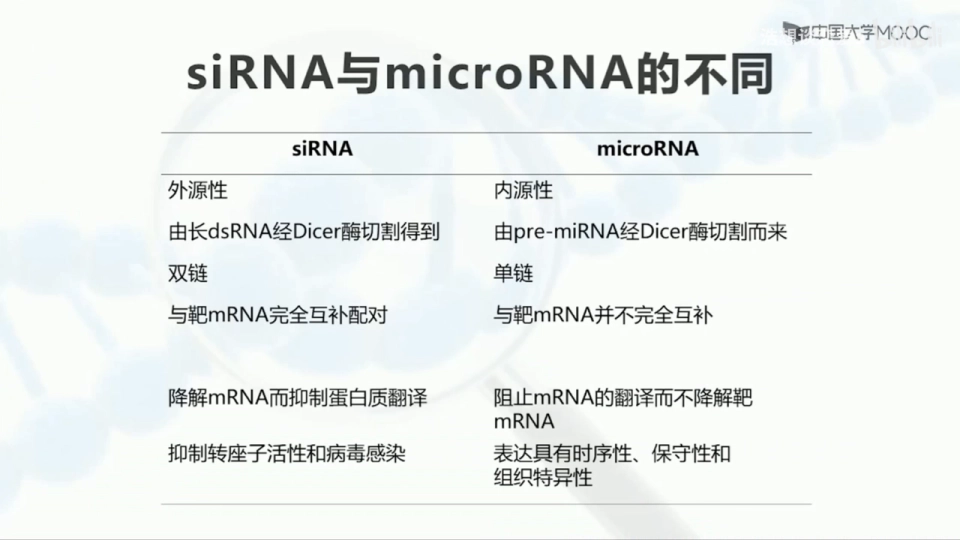 中国大学MOOC
siRNA与microRNA的不同
siRNA microRNA
外源性 内源性
由长dsRNA经Dicer酶切割得到 由pre-miRNA经Dicer酶切割而来
双链 单链
与靶mRNA完全互补配对 与靶mRNA并不完全互补
降解mRNA而抑制蛋白质翻译 阻止mRNA的翻译而不降解靶
mRNA
抑制转座子活性和病毒感染 表达具有时序性、保守性和
组织特异性